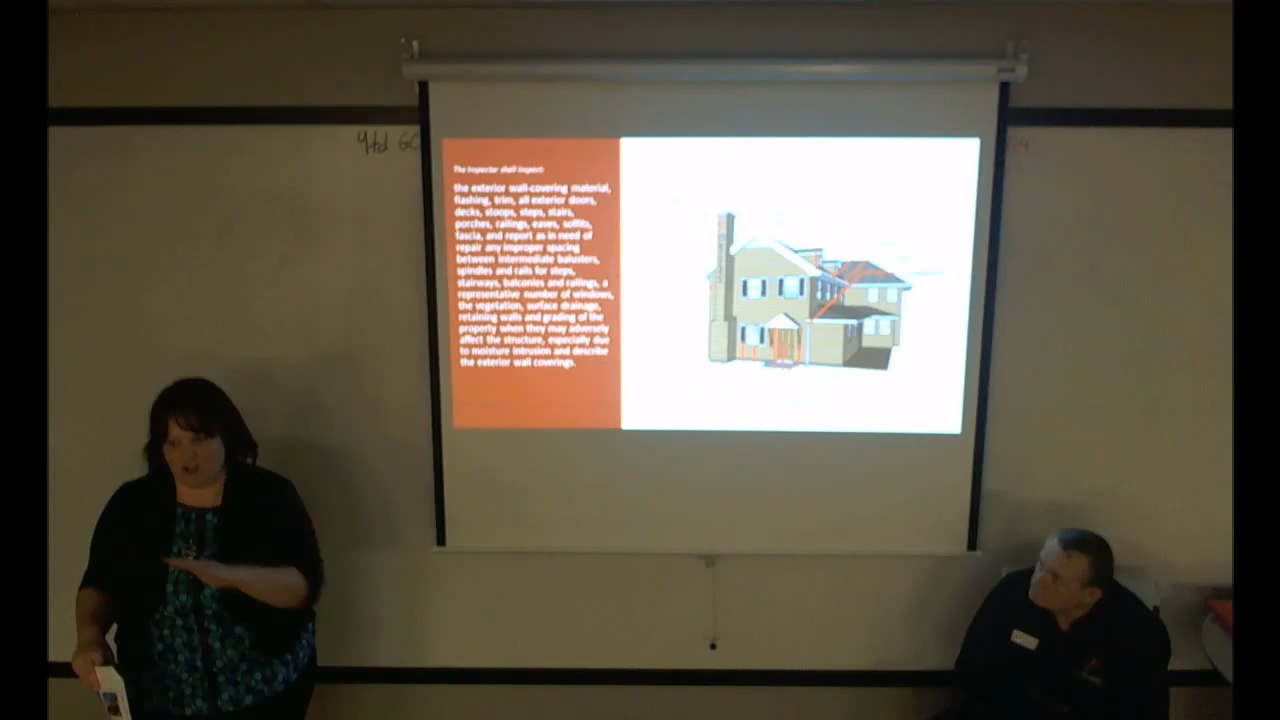 Ytd GC
The inspector shall inspect:
the exterior wall-covering material,
flashing, trim, all exterior doors,
decks, stoops, steps, stairs,
porches, railings, eaves, soffits,
fascia, and report as in need of
repair any improper spacing
between intermediate balusters,
spindles and rails for steps,
stairways, balconies and railings, a
representative number of windows,
the vegetation, surface drainage,
retaining walls and grading of the
property when they may adversely
affect the structure, especially due
to moisture intrusion and describe
the exterior wall coverings.